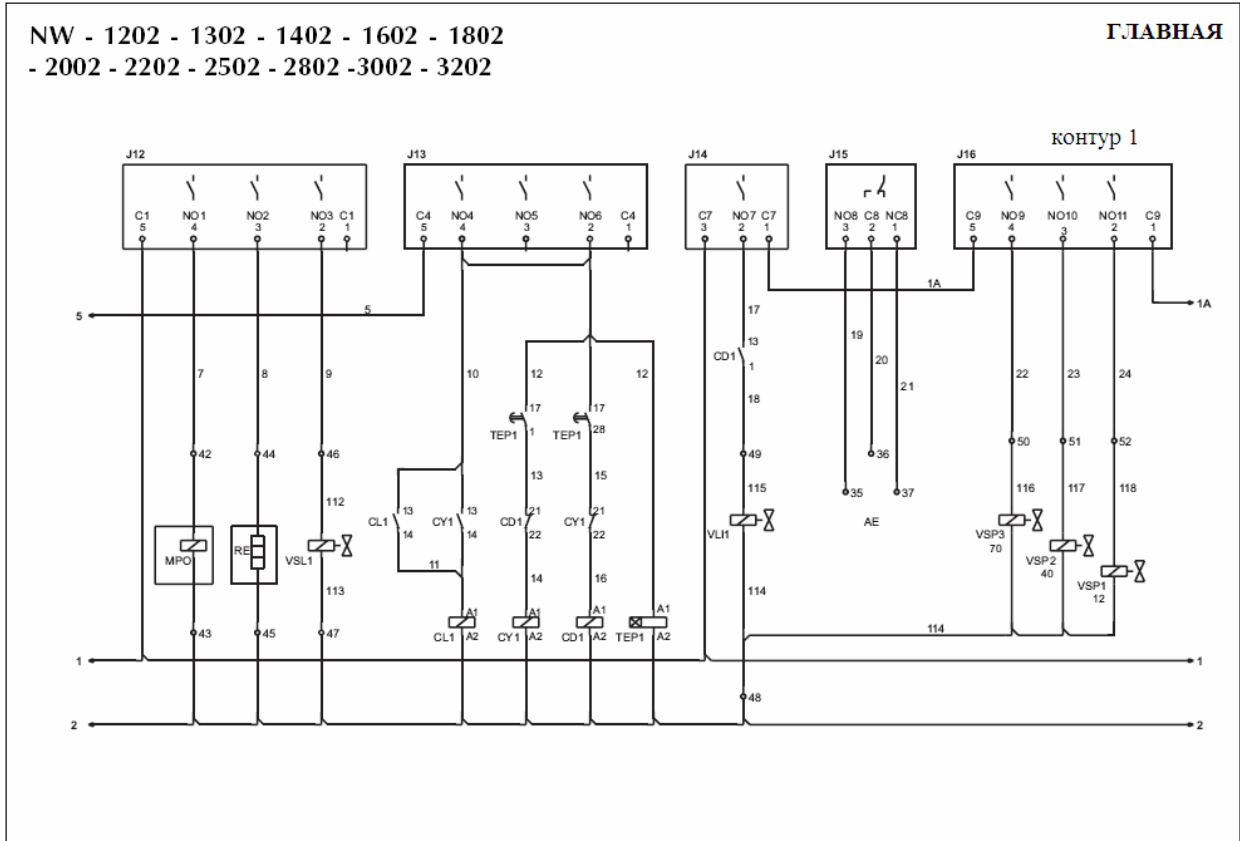 NW - 1202 - 1302 - 1402 - 1602 - 1802
- 2002 - 2202 - 2502 - 2802 -3002 - 3202
ГЛАВНАЯ
контур 1
J12 J13 J14 J15 J16
C1 NO1 NO2 NO3 C1 C4 NO4 NO5 NO6 C4 C7 NO7 C7 NO8 C8 NC8 C9 NO9 NO10 NO11 C9
5 4 3 2 1 5 4 3 2 1 3 2 1 3 2 1 5 4 3 2 1
1A
5 5 17 1A
19
13
CD1 20
1
7 8 9 10 12 12 21 22 23 24
18
17 17
TEP1 1 TEP1 28
50 51 52
42 44 46 49 36
13 15 115 35 37 116 117 118
112
13 13 21 21
CL1 CY1 CD1 CY1 VLI1 AE VSP3
14 14 22 22 70
MPO1 RE VSL1 VSP2
40
11 VSP1
12
113 14 16 114
A1 A1 A1 A1
43 45 47 CL1 A2 CY1 A2 CD1 A2 TEP1 A2 114
1 1
48
2 2